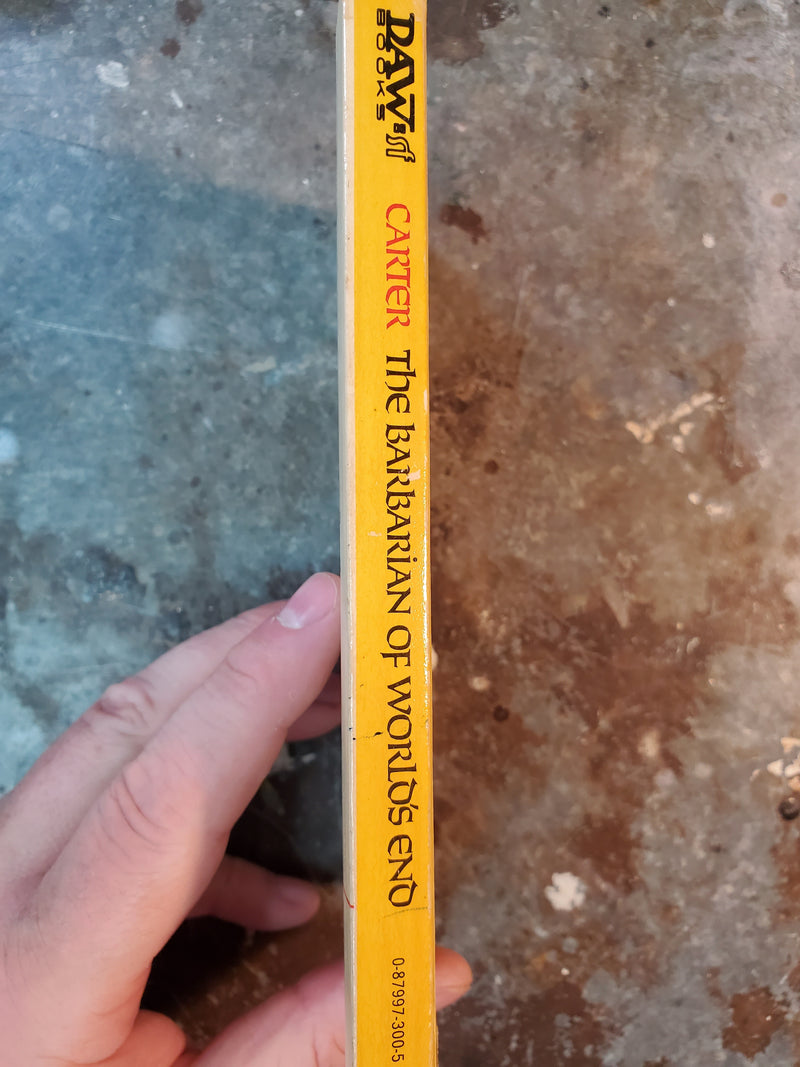 DAW
BOOKS
CARTER The BARBARIAN OF WORLD'S END
0-87997-300-5